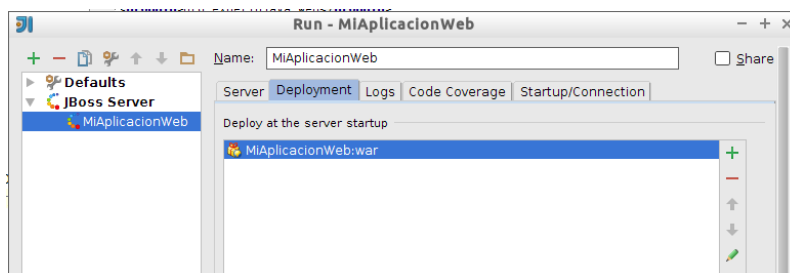 Run - MiAplicacionWeb
Name: MiAplicacionWeb Share
Defaults
JBoss Server
MiAplicacionWeb
Server Deployment Logs Code Coverage Startup/Connection
Deploy at the server startup
MiAplicacionWeb:war